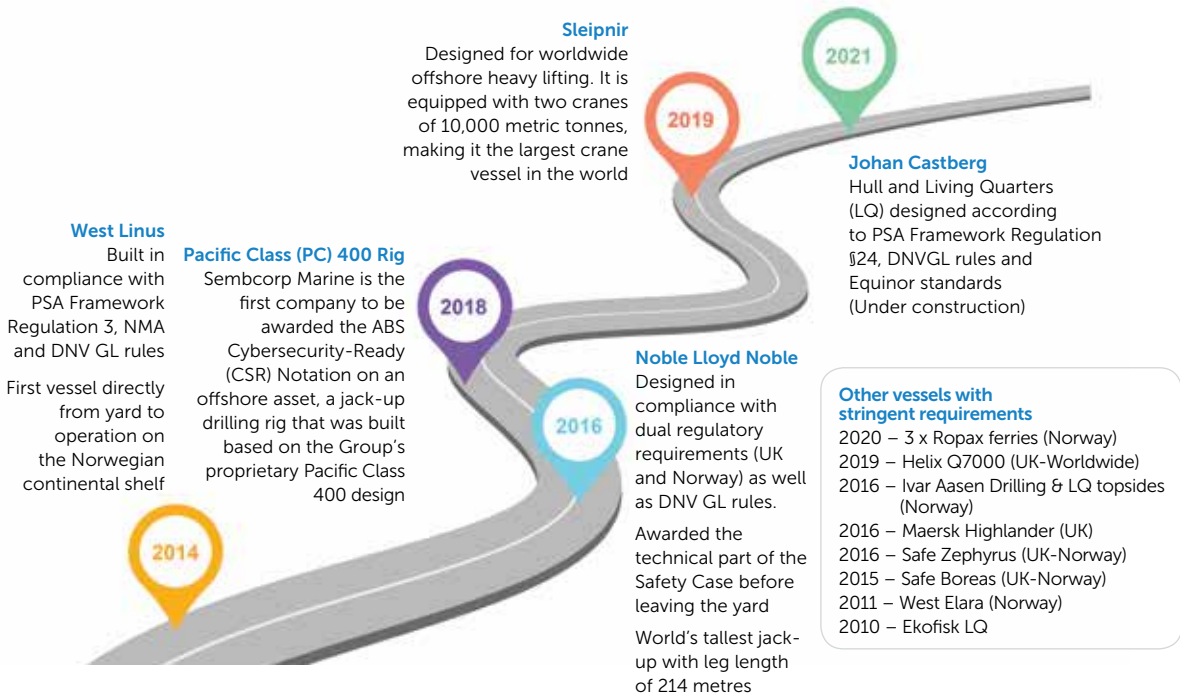 West Linus
Built in
compliance with
PSA Framework
Regulation 3, NMA
and DNV GL rules
First vessel directly
from yard to
operation on
the Norwegian
continental shelf
2014
Pacific Class (PC) 400 Rig
Sembcorp Marine is the
first company to be
awarded the ABS
Cybersecurity-Ready
(CSR) Notation on an
offshore asset, a jack-up
drilling rig that was built
based on the Group's
proprietary Pacific Class
400 design
2018
Sleipnir
Designed for worldwide
offshore heavy lifting. It is
equipped with two cranes
of 10,000 metric tonnes,
making it the largest crane
vessel in the world
2019
2016
Noble Lloyd Noble
Designed in
compliance with
dual regulatory
requirements (UK
and Norway) as well
as DNV GL rules.
Awarded the
technical part of the
Safety Case before
leaving the yard
World's tallest jack-
up with leg length
of 214 metres
2021
Johan Castberg
Hull and Living Quarters
(LQ) designed according
to PSA Framework Regulation
§24, DNVGL rules and
Equinor standards
(Under construction)
Other vessels with
stringent requirements
2020 – 3 x Ropax ferries (Norway)
2019 – Helix Q7000 (UK-Worldwide)
2016 – Ivar Aasen Drilling & LQ topsides
(Norway)
2016 – Maersk Highlander (UK)
2016 – Safe Zephyrus (UK-Norway)
2015 – Safe Boreas (UK-Norway)
2011 – West Elara (Norway)
2010 – Ekofisk LQ